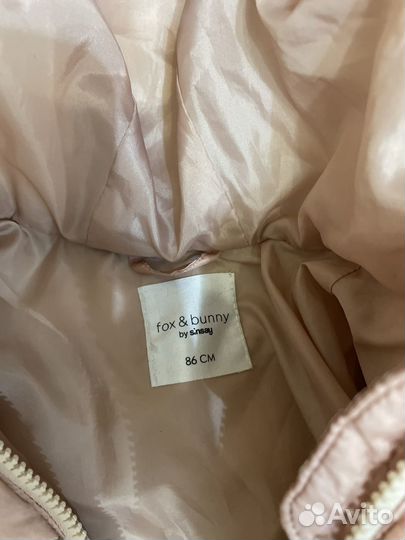 fox & bunny
by sinsay
86 CM
Avito